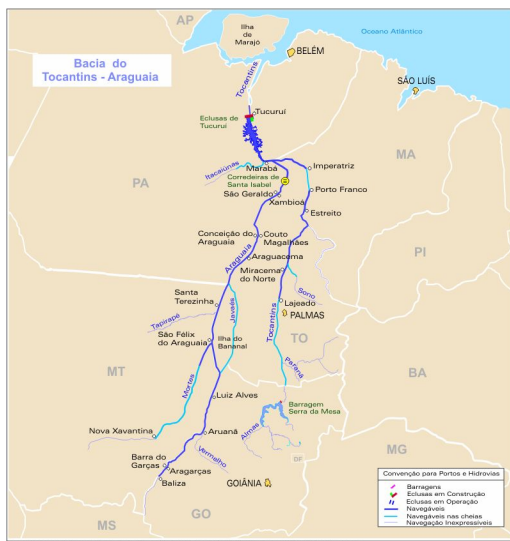 AP
Ilha
de
Marajó
Oceano Atlântico
Bacia do
Tocantins - Araguaia
BELÉM
Tocantins
SÃO LUÍS
Tucuruí
Eclusas de
Tucuruí
MA
Itacaiúnas
Marabá
Imperatriz
PA
Corredeiras de
Santa Isabel
São Geraldo
Xambioá
Porto Franco
Estreito
Conceição do
Araguaia
Couto
Magalhães
PI
Araguaia
Araguacema
Miracema
do Norte
Santa
Terezinha
Javaés
Sono
Lajeado
PALMAS
Tapirapé
Tocantins
TO
São Félix
do Araguaia
Ilha do
Bananal
MT
Paraná
BA
Mortes
Luiz Alves
Barragem
Serra da Mesa
Nova Xavantina
Aruanã
Almas
MG
Barra do
Garças
Aragarças
Vermelho
DF
Baliza
GOIÂNIA
MS
GO
Convenção para Portos e Hidrovias
Barragens
Eclusas em Construção
Eclusas em Operação
Navegáveis
Navegáveis nas cheias
Navegação Inexpressíveis